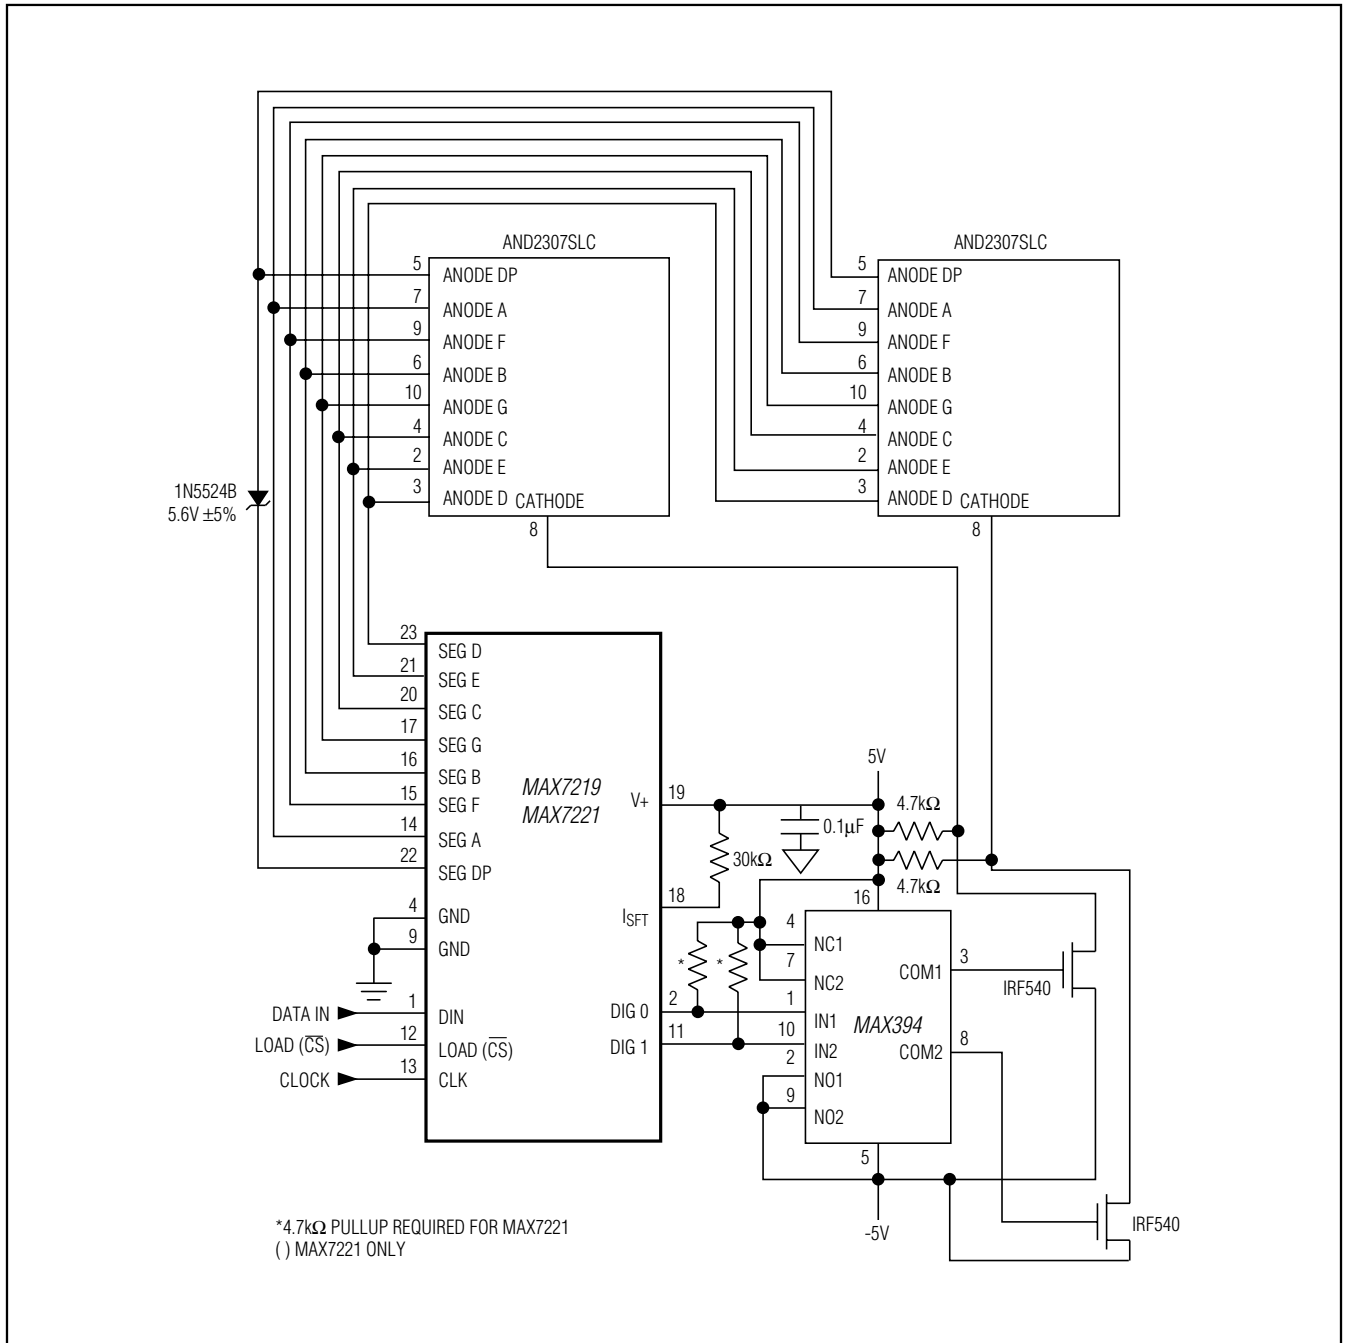 AND2307SLC
5
ANODE DP
7
ANODE A
9
ANODE F
6
ANODE B
10
ANODE G
4
ANODE C
2
ANODE E
3
ANODE D CATHODE
8
AND2307SLC
5
ANODE DP
7
ANODE A
9
ANODE F
6
ANODE B
10
ANODE G
4
ANODE C
2
ANODE E
3
ANODE D CATHODE
8
1N5524B
5.6V ±5%
23
SEG D
21
SEG E
20
SEG C
17
SEG G
16
SEG B
15
SEG F
14
SEG A
22
SEG DP
4
GND
9
GND
DATA IN
1
DIN
LOAD (C̅S̅)
12
LOAD (C̅S̅)
CLOCK
13
CLK
MAX7219
MAX7221
V+
19
18
ISFT
DIG 0
2
DIG 1
11
30kΩ
0.1µF
5V
4.7kΩ
4.7kΩ
*
*
16
4
NC1
7
NC2
1
IN1
10
IN2
2
NO1
9
NO2
MAX394
COM1
3
COM2
8
5
-5V
IRF540
IRF540
*4.7kΩ PULLUP REQUIRED FOR MAX7221
( ) MAX7221 ONLY